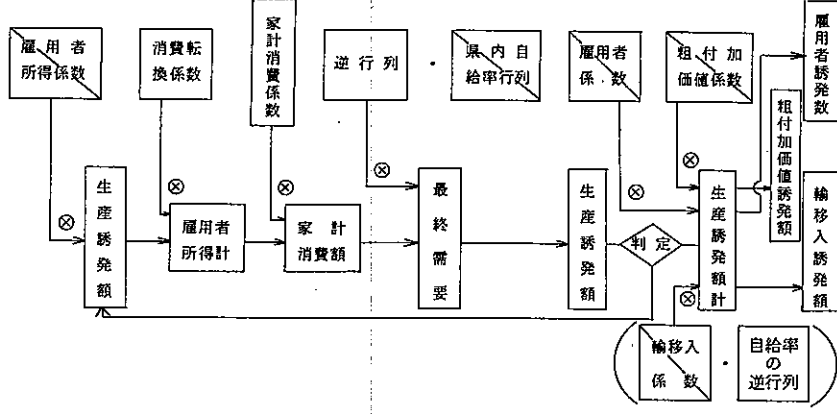 雇用者
所得係数
消費転
換係数
家計消費係数
逆行列
・
県内自
給率行列
雇用者
係数
粗付加
価値係数
雇用者誘発数
粗付加価値誘発額
輸移入誘発額
⊗
⊗
⊗
⊗
⊗
⊗
⊗
生産誘発額
雇用者
所得計
家計
消費額
最終需要
生産誘発額
判定
生産誘発額計
輸移入
係数
・
自給率
の
逆行列